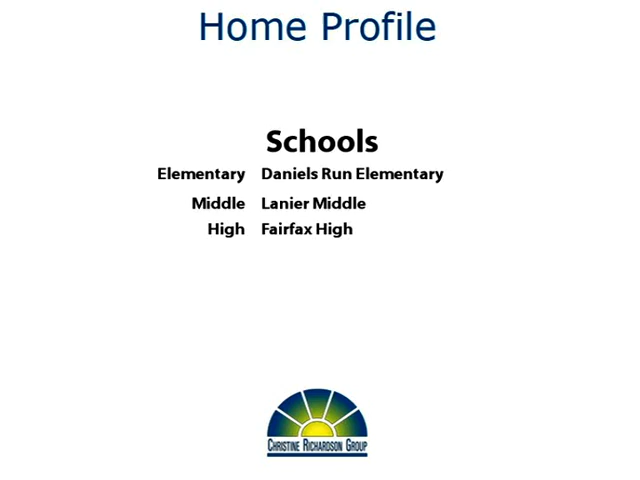 Home Profile
Schools
Elementary Daniels Run Elementary
Middle Lanier Middle
High Fairfax High
Christine Richardson Group